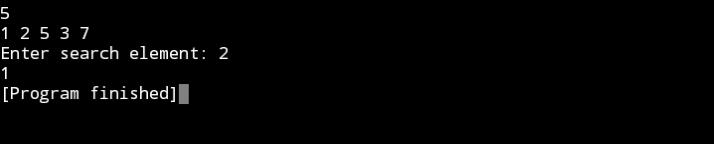 5
1 2 5 3 7
Enter search element: 2
1
[Program finished]